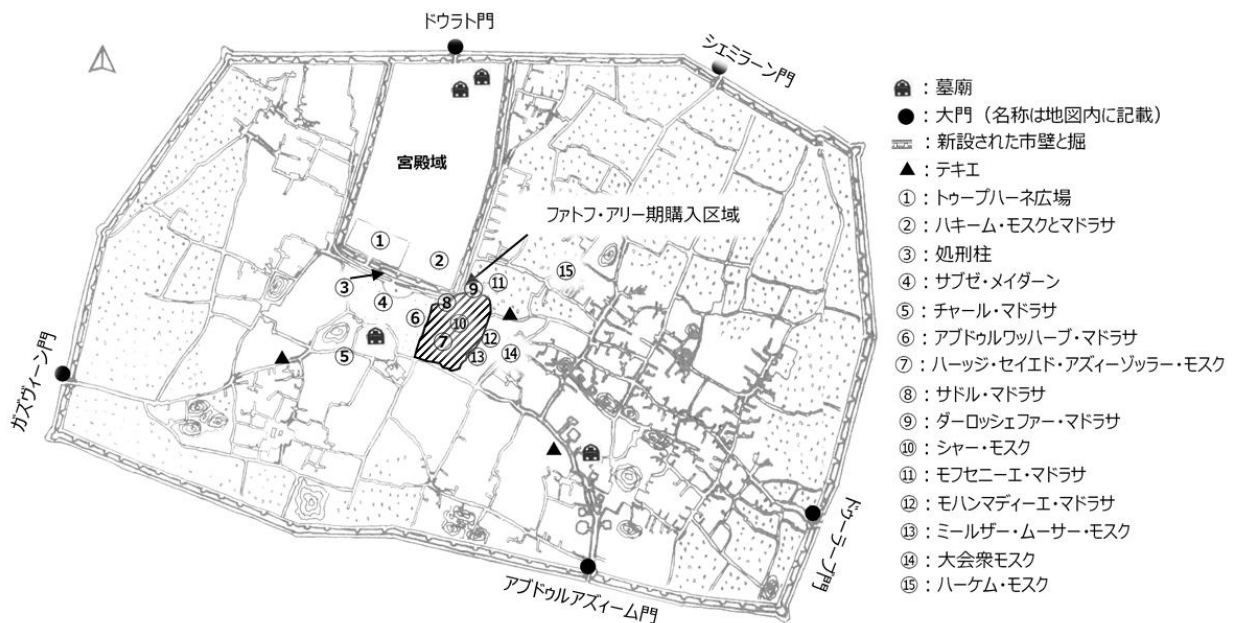 ドウラト門
シェミラーン門
宮殿域
ファトフ・アリー期購入区域
①
②
③
④
⑤
⑥
⑦
⑧
⑨
⑩
⑪
⑫
⑬
⑭
⑮
ガズヴィーン門
ドゥーラーブ門
アブドゥルアズィーム門
：墓廟
：大門（名称は地図内に記載）
：新設された市壁と掘
：テキエ
①：トゥープハーネ広場
②：ハキーム・モスクとマドラサ
③：処刑柱
④：サブゼ・メイダーン
⑤：チャール・マドラサ
⑥：アブドゥルワッハーブ・マドラサ
⑦：ハーッジ・セイエド・アズィーゾッラー・モスク
⑧：サドル・マドラサ
⑨：ダーロッシェファー・マドラサ
⑩：シャー・モスク
⑪：モフセニーエ・マドラサ
⑫：モハンマディーエ・マドラサ
⑬：ミールザー・ムーサー・モスク
⑭：大会衆モスク
⑮：ハーケム・モスク